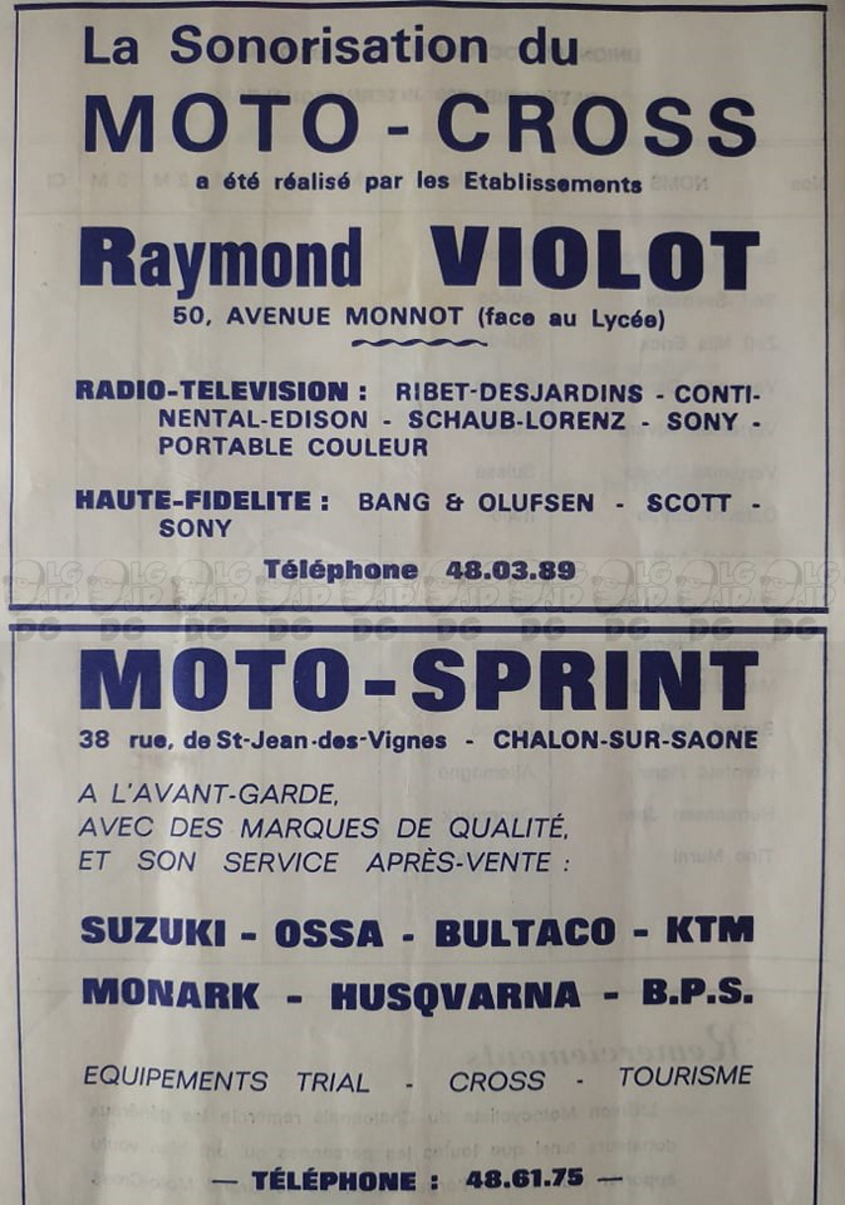 La Sonorisation du
MOTO - CROSS
a été réalisé par les Etablissements
Raymond VIOLOT
50, AVENUE MONNOT (face au Lycée)
RADIO-TELEVISION : RIBET-DESJARDINS - CONTI-
NENTAL-EDISON - SCHAUB-LORENZ - SONY -
PORTABLE COULEUR
HAUTE-FIDELITE : BANG & OLUFSEN - SCOTT -
SONY
Téléphone 48.03.89
MOTO-SPRINT
38 rue, de St-Jean-des-Vignes - CHALON-SUR-SAONE
A L'AVANT-GARDE,
AVEC DES MARQUES DE QUALITÉ,
ET SON SERVICE APRÈS-VENTE :
SUZUKI - OSSA - BULTACO - KTM
MONARK - HUSQVARNA - B.P.S.
EQUIPEMENTS TRIAL - CROSS - TOURISME
— TÉLÉPHONE : 48.61.75 —